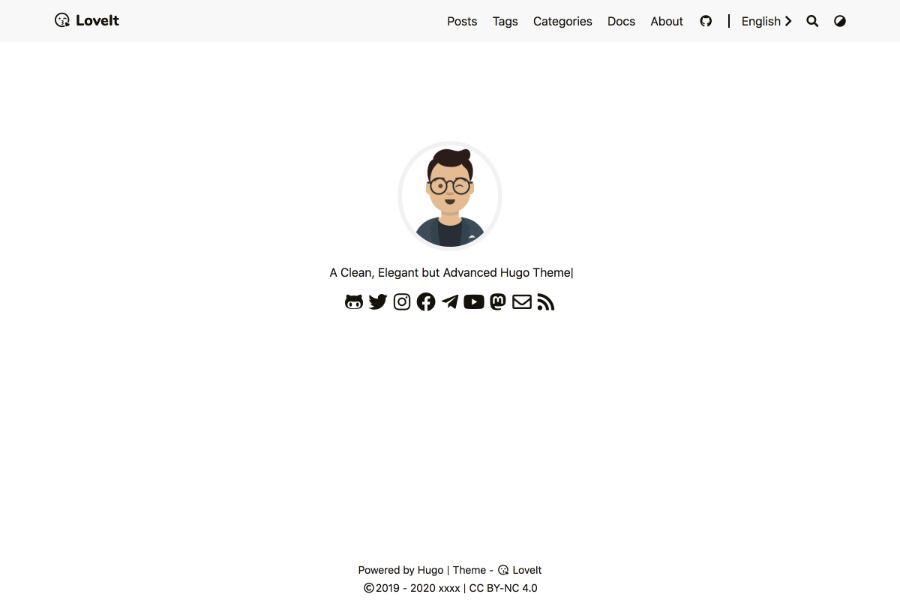 LoveIt
Posts Tags Categories Docs About | English
A Clean, Elegant but Advanced Hugo Theme|
Powered by Hugo | Theme - LoveIt
©2019 - 2020 xxxx | CC BY-NC 4.0